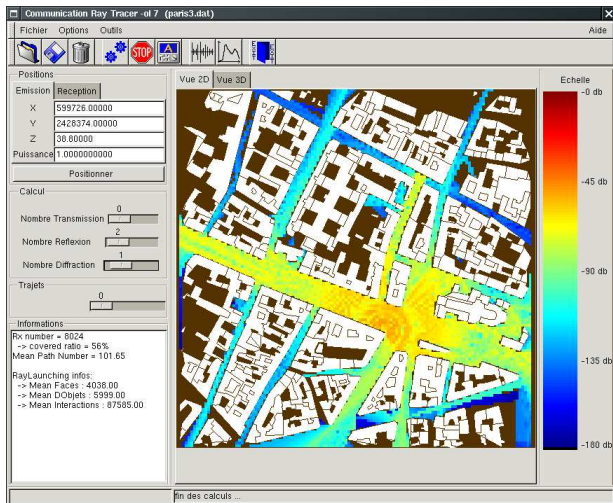 Communication Ray Tracer -ol 7 (paris3.dat)
Fichier Options Outils Aide
STOP
Positions
Emission Reception
X 599726.00000
Y 2428374.00000
Z 38.80000
Puissance 1.0000000000
Positionner
Calcul
0
Nombre Transmission
2
Nombre Reflexion
1
Nombre Diffraction
Trajets
0
Informations
Rx number = 8024
-> covered ratio = 56%
Mean Path Number = 101.65
RayLaunching infos:
-> Mean Faces : 4038.00
-> Mean DObjets : 5999.00
-> Mean Interactions : 87585.00
Vue 2D Vue 3D
Echelle
-0 db
-45 db
-90 db
-135 db
-180 db
fin des calculs ...